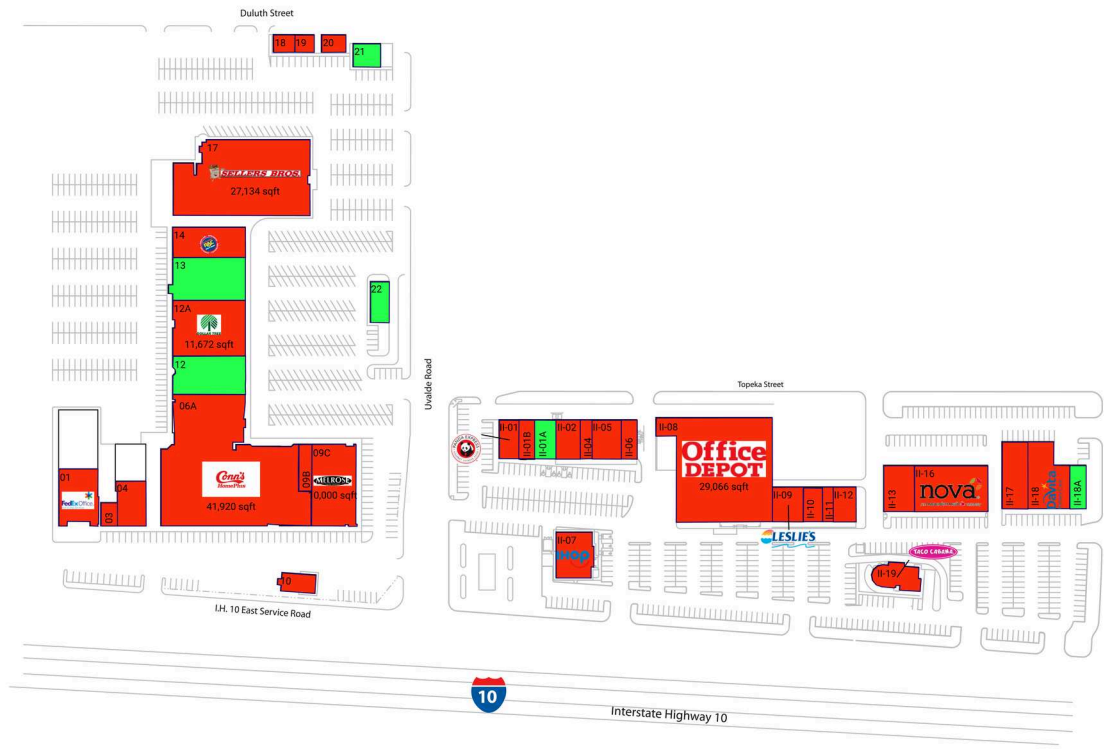 Duluth Street
18
19
20
21
17
SELLERS BROS.
27,134 sqft
14
13
12A
DOLLAR TREE
11,672 sqft
22
12
06A
Uvalde Road
01
FedEx Office
04
03
Conn's
HomePlus
41,920 sqft
09B
09C
MELROSE
10,000 sqft
10
I.H. 10 East Service Road
Topeka Street
PANDA EXPRESS
II-01
II-01B
II-01A
II-02
II-04
II-05
II-06
II-08
Office
DEPOT
29,066 sqft
II-09
II-10
II-11
II-12
LESLIE'S
II-07
IHOP
II-13
II-16
nova
II-17
II-18
DaVita
II-18A
TACO CABANA
II-19
10
Interstate Highway 10